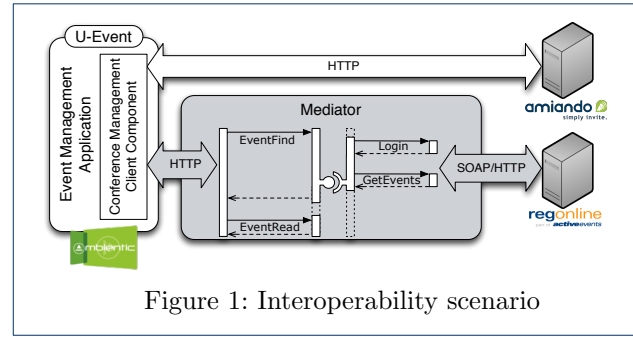 U-Event
Event Management
Application
Conference Management
Client Component
HTTP
Mediator
HTTP
EventFind
EventRead
Login
GetEvents
SOAP/HTTP
amiando
simply invite.
regonline
activeevents
ambientic
Figure 1: Interoperability scenario